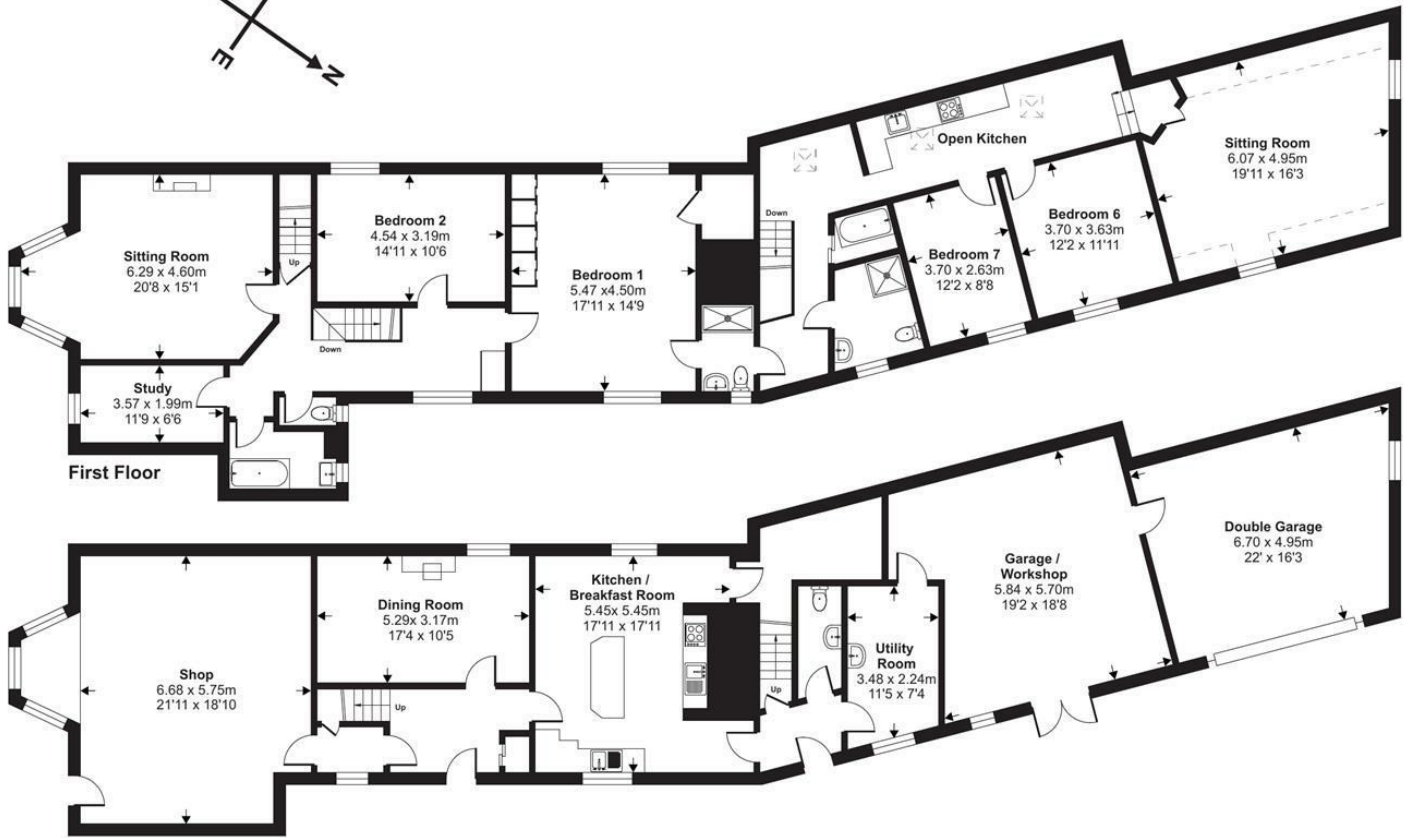 E
N
Open Kitchen
Sitting Room
6.07 x 4.95m
19'11 x 16'3
Bedroom 2
4.54 x 3.19m
14'11 x 10'6
Down
Bedroom 6
3.70 x 3.63m
12'2 x 11'11
Sitting Room
6.29 x 4.60m
20'8 x 15'1
Up
Bedroom 1
5.47 x4.50m
17'11 x 14'9
Bedroom 7
3.70 x 2.63m
12'2 x 8'8
Down
Study
3.57 x 1.99m
11'9 x 6'6
First Floor
Double Garage
6.70 x 4.95m
22' x 16'3
Garage /
Workshop
5.84 x 5.70m
19'2 x 18'8
Kitchen /
Breakfast Room
5.45x 5.45m
17'11 x 17'11
Dining Room
5.29x 3.17m
17'4 x 10'5
Shop
6.68 x 5.75m
21'11 x 18'10
Utility
Room
3.48 x 2.24m
11'5 x 7'4
Up
Up